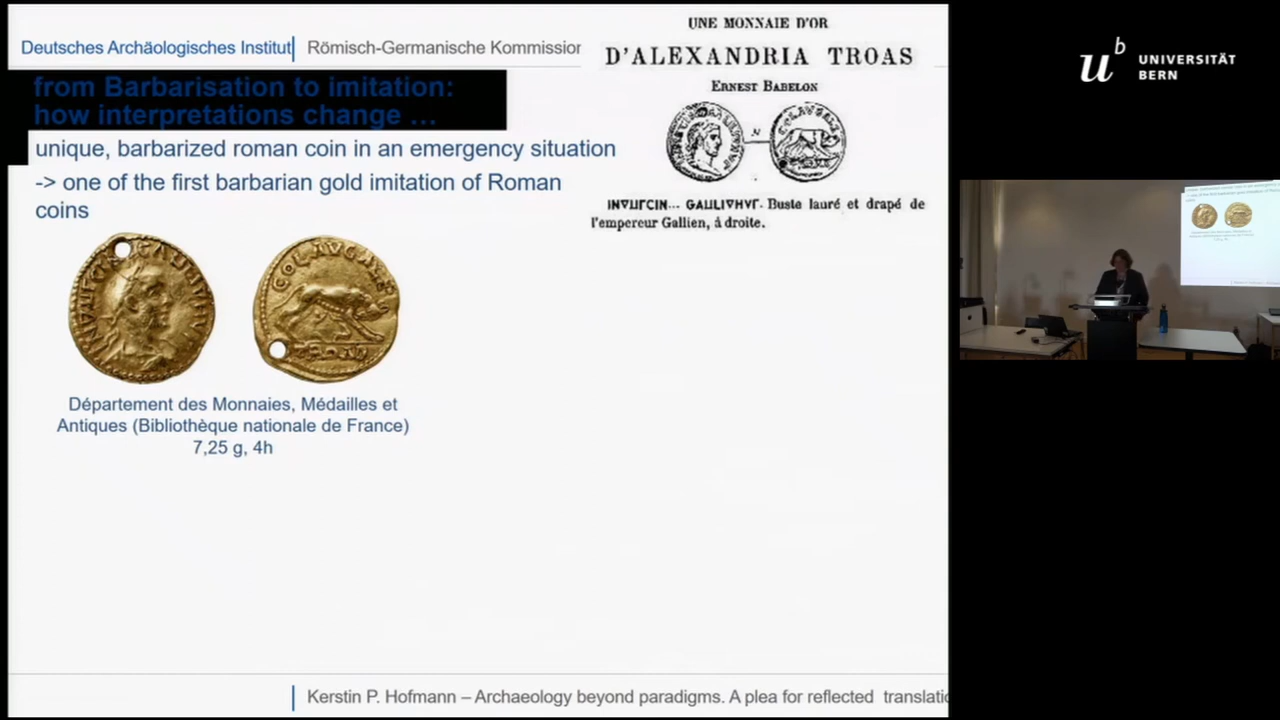 Deutsches Archäologisches Institut
Römisch-Germanische Kommission
from Barbarisation to imitation:
how interpretations change …
unique, barbarized roman coin in an emergency situation
-> one of the first barbarian gold imitation of Roman
coins
Département des Monnaies, Médailles et
Antiques (Bibliothèque nationale de France)
7,25 g, 4h
UNE MONNAIE D'OR
D'ALEXANDRIA TROAS
ERNEST BABELON
Buste lauré et drapé de
l'empereur Gallien, à droite.
Kerstin P. Hofmann – Archaeology beyond paradigms. A plea for reflected
u
b
UNIVERSITÄT
BERN